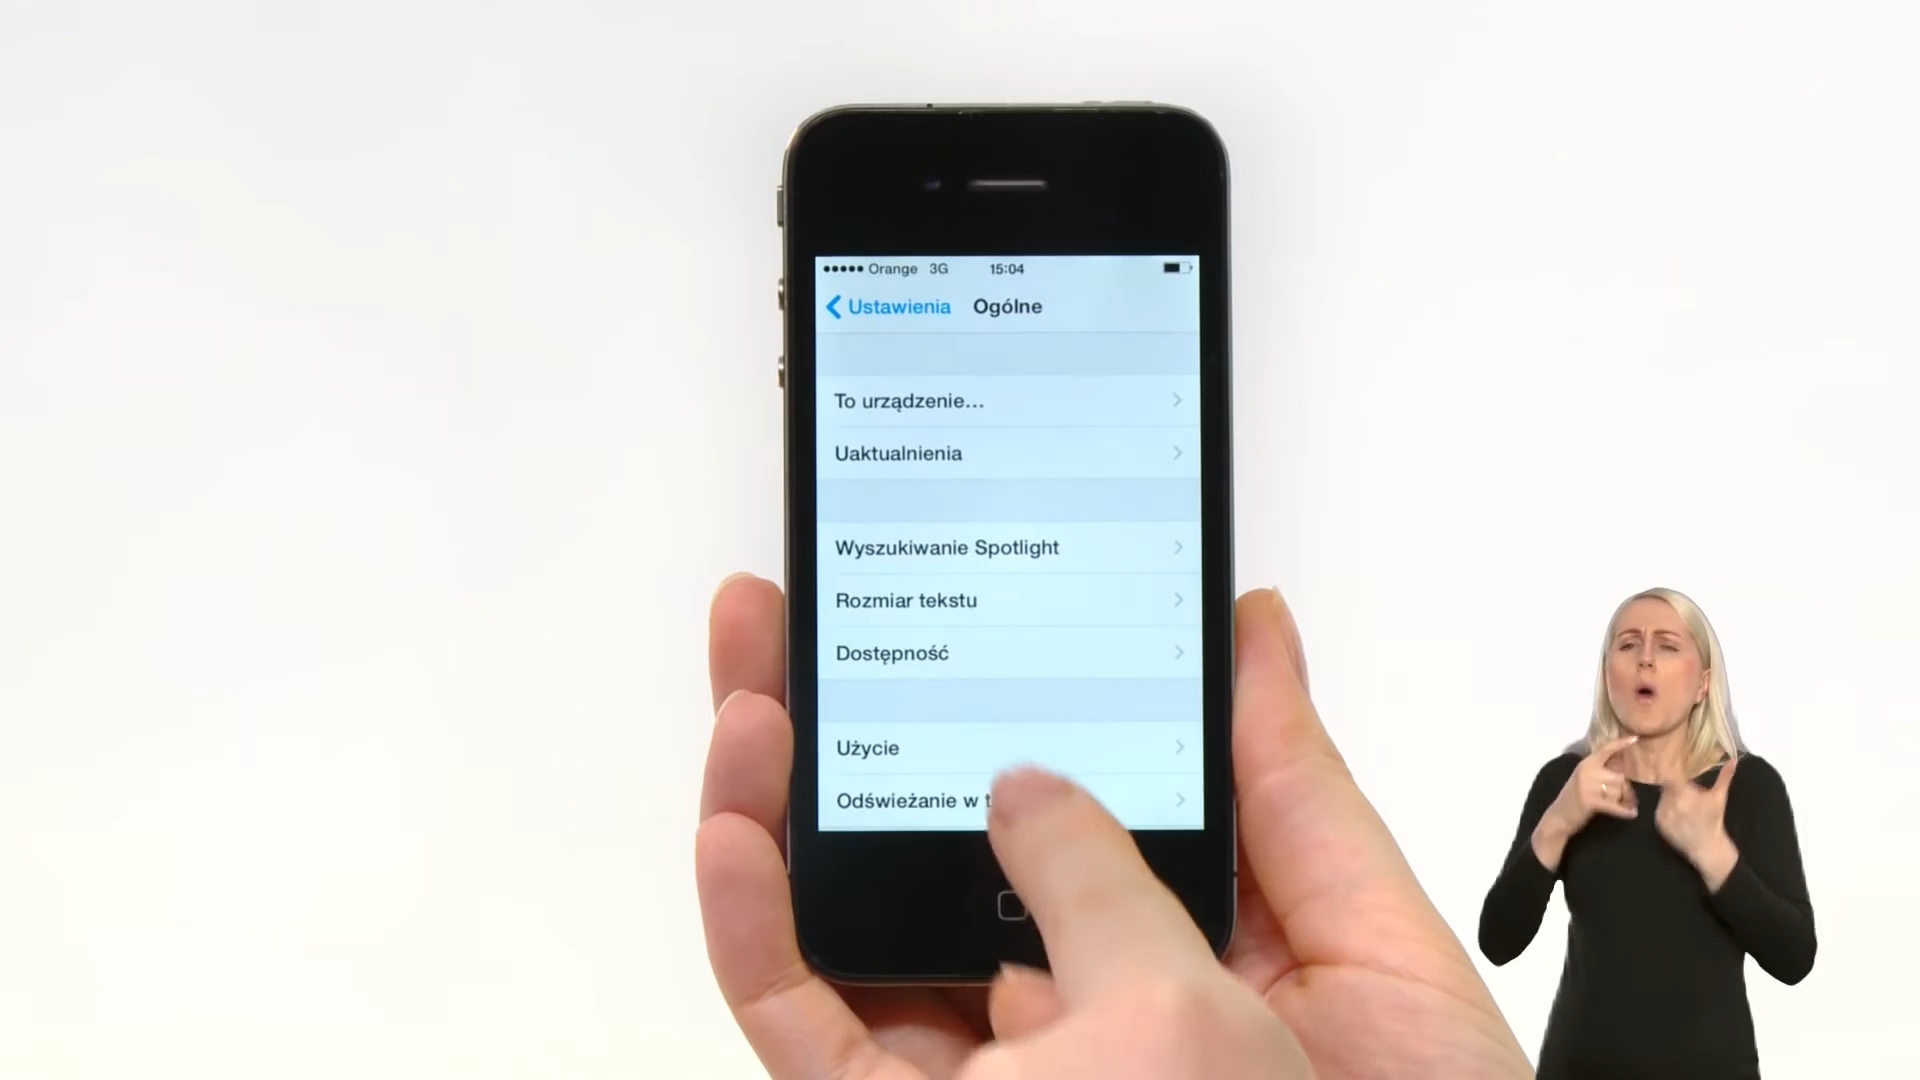 Orange 3G 15:04
Ustawienia Ogólne
To urządzenie...
Uaktualnienia
Wyszukiwanie Spotlight
Rozmiar tekstu
Dostępność
Użycie
Odświeżanie w